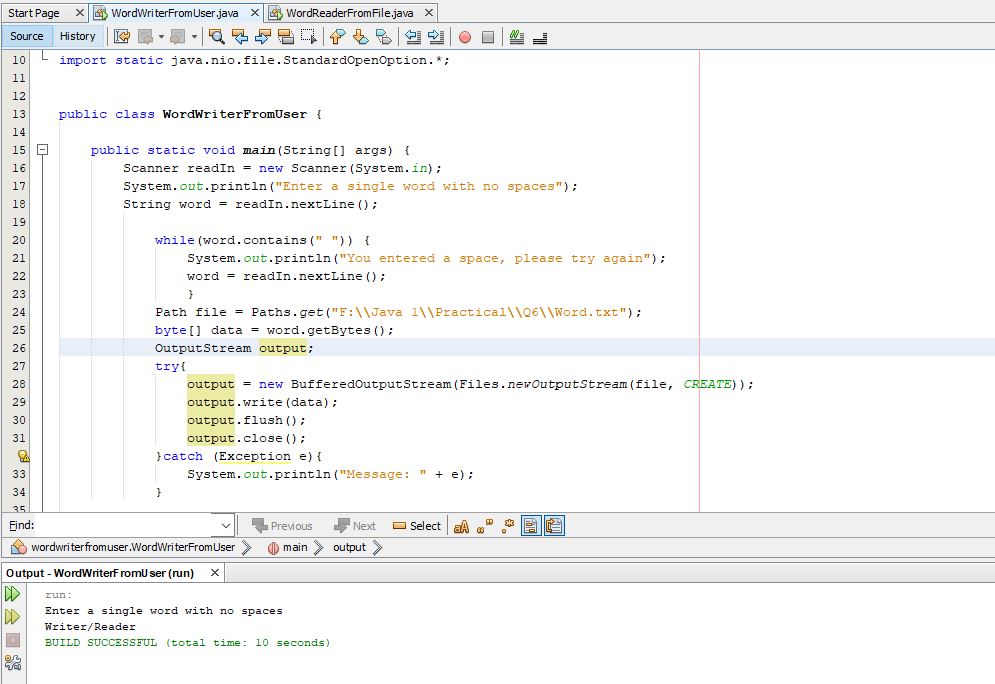 Start Page WordWriterFromUser.java WordReaderFromFile.java
Source History
10 import static java.nio.file.StandardOpenOption.*;
11
12
13 public class WordWriterFromUser {
14
15 public static void main(String[] args) {
16 Scanner readIn = new Scanner(System.in);
17 System.out.println("Enter a single word with no spaces");
18 String word = readIn.nextLine();
19
20 while(word.contains(" ")) {
21 System.out.println("You entered a space, please try again");
22 word = readIn.nextLine();
23 }
24 Path file = Paths.get("F:\\Java 1\\Practical\\Q6\\Word.txt");
25 byte[] data = word.getBytes();
26 OutputStream output;
27 try{
28 output = new BufferedOutputStream(Files.newOutputStream(file, CREATE));
29 output.write(data);
30 output.flush();
31 output.close();
}catch (Exception e){
33 System.out.println("Message: " + e);
34 }
35
Find: Previous Next Select
wordwriterfromuser.WordWriterFromUser main output
Output - WordWriterFromUser (run)
run:
Enter a single word with no spaces
Writer/Reader
BUILD SUCCESSFUL (total time: 10 seconds)